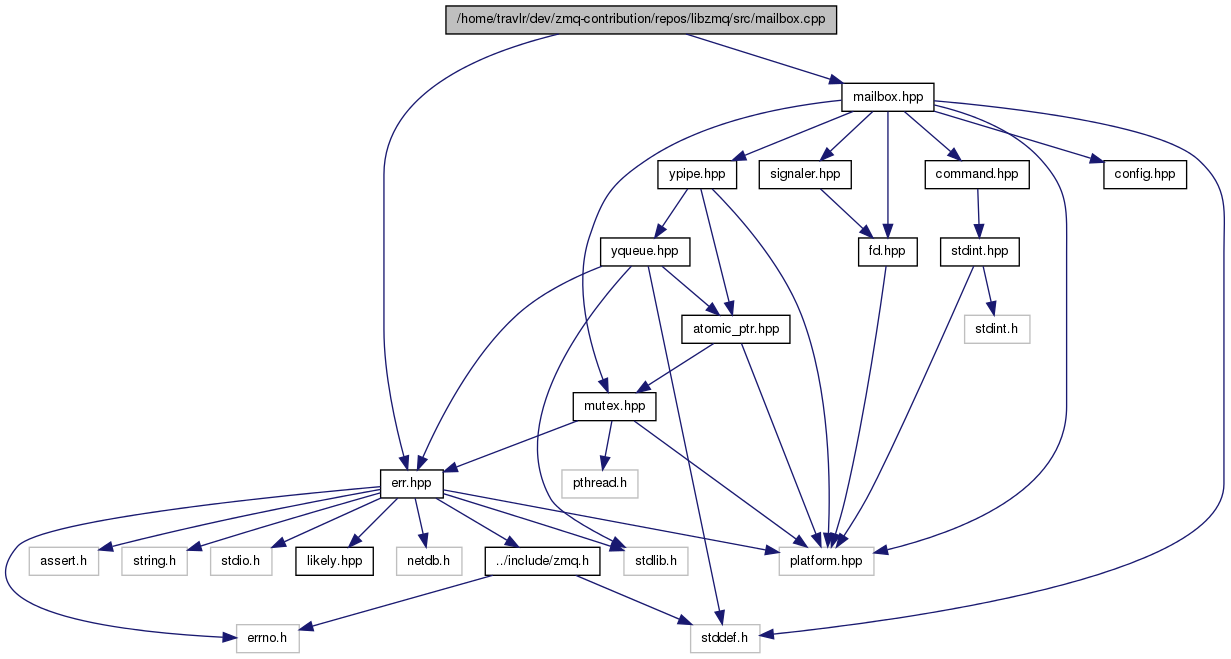 /home/travlr/dev/zmq-contribution/repos/libzmq/src/mailbox.cpp
mailbox.hpp
ypipe.hpp
signaler.hpp
command.hpp
config.hpp
yqueue.hpp
fd.hpp
stdint.hpp
atomic_ptr.hpp
stdint.h
mutex.hpp
err.hpp
pthread.h
assert.h
string.h
stdio.h
likely.hpp
netdb.h
../include/zmq.h
stdlib.h
platform.hpp
errno.h
stddef.h